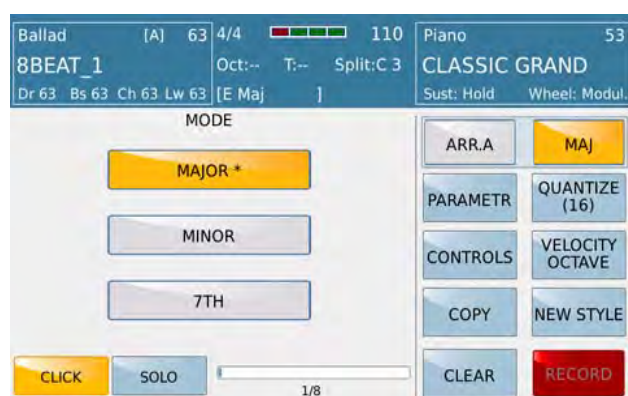 Ballad [A] 63
8BEAT_1
Dr 63 Bs 63 Ch 63 Lw 63
4/4 110
Oct:-- T:-- Split:C 3
[E Maj ]
Piano 53
CLASSIC GRAND
Sust: Hold Wheel: Modul.
MODE
MAJOR *
MINOR
7TH
CLICK
SOLO
1/8
ARR.A
MAJ
PARAMETR
QUANTIZE
(16)
CONTROLS
VELOCITY
OCTAVE
COPY
NEW STYLE
CLEAR
RECORD